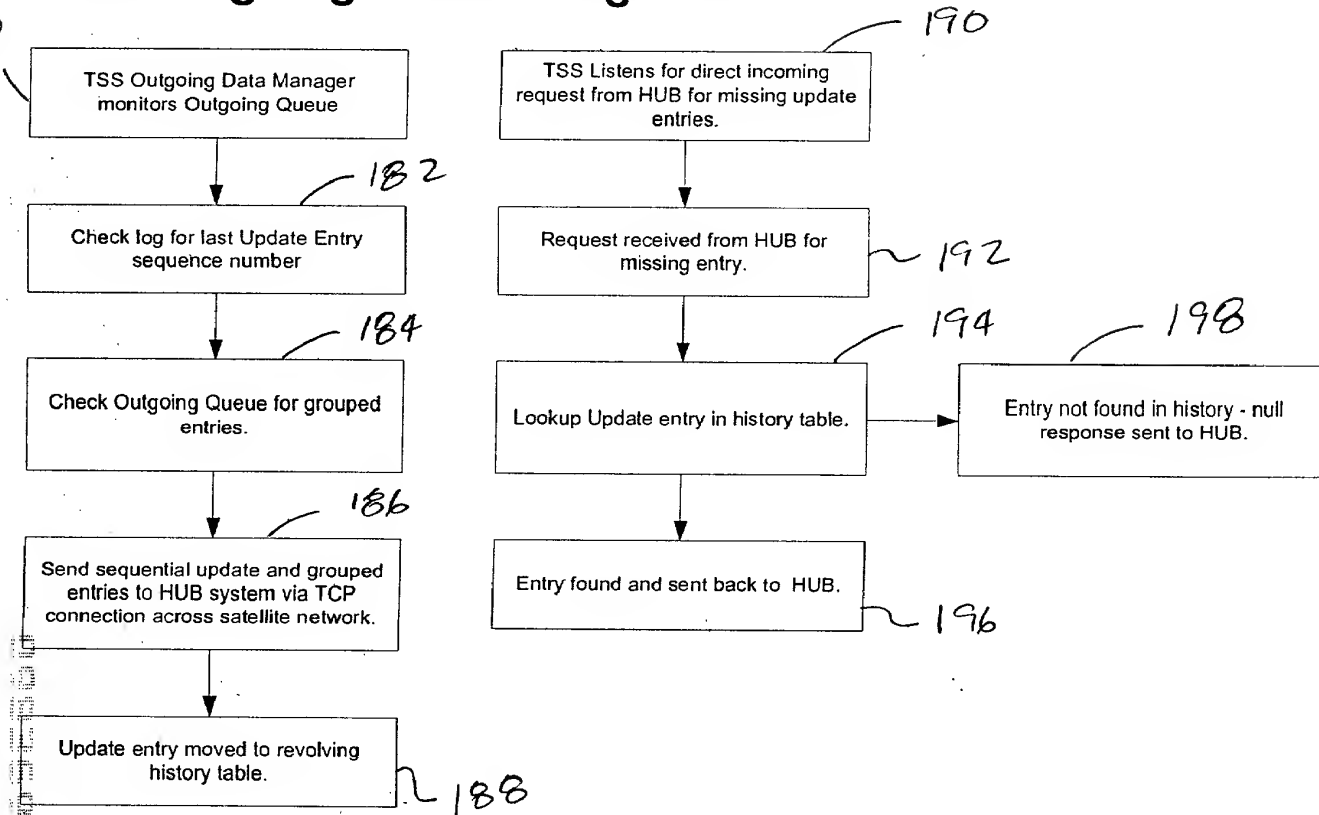 190
TSS Outgoing Data Manager
monitors Outgoing Queue
TSS Listens for direct incoming
request from HUB for missing update
entries.
182
Check log for last Update Entry
sequence number
Request received from HUB for
missing entry.
192
184
194
198
Check Outgoing Queue for grouped
entries.
Lookup Update entry in history table.
Entry not found in history - null
response sent to HUB.
186
Send sequential update and grouped
entries to HUB system via TCP
connection across satellite network.
Entry found and sent back to HUB.
196
Update entry moved to revolving
history table.
188